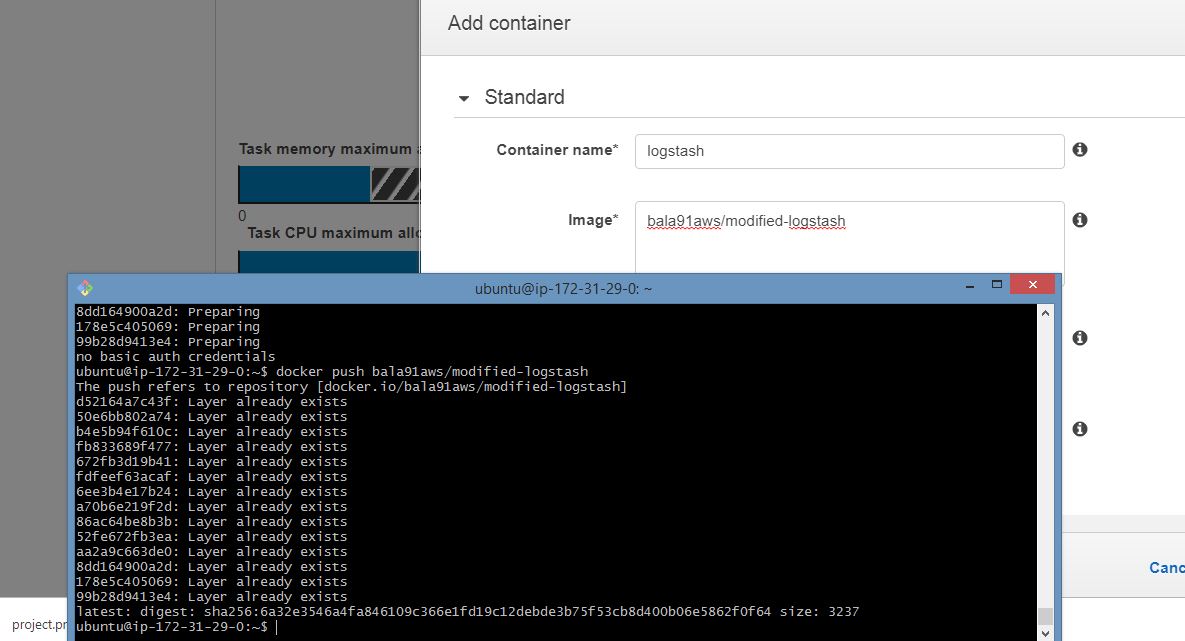 Add container
Standard
Task memory maximum
Container name*
logstash
0
Image*
bala91aws/modified-logstash
Task CPU maximum
ubuntu@ip-172-31-29-0: ~
8dd164900a2d: Preparing
178e5c405069: Preparing
99b28d9413e4: Preparing
no basic auth credentials
ubuntu@ip-172-31-29-0:~$ docker push bala91aws/modified-logstash
The push refers to repository [docker.io/bala91aws/modified-logstash]
d52164a7c43f: Layer already exists
50e6bb802a74: Layer already exists
b4e5b94f610c: Layer already exists
fb833689f477: Layer already exists
672fb3d19b41: Layer already exists
fdfeef63acaf: Layer already exists
6ee3b4e17b24: Layer already exists
a70b6e219f2d: Layer already exists
86ac64be8b3b: Layer already exists
52fe672fb3ea: Layer already exists
aa2a9c663de0: Layer already exists
8dd164900a2d: Layer already exists
178e5c405069: Layer already exists
99b28d9413e4: Layer already exists
latest: digest: sha256:6a32e3546a4fa846109c366e1fd19c12debde3b75f53cb8d400b06e5862f0f64 size: 3237
ubuntu@ip-172-31-29-0:~$
Canc
project.pr